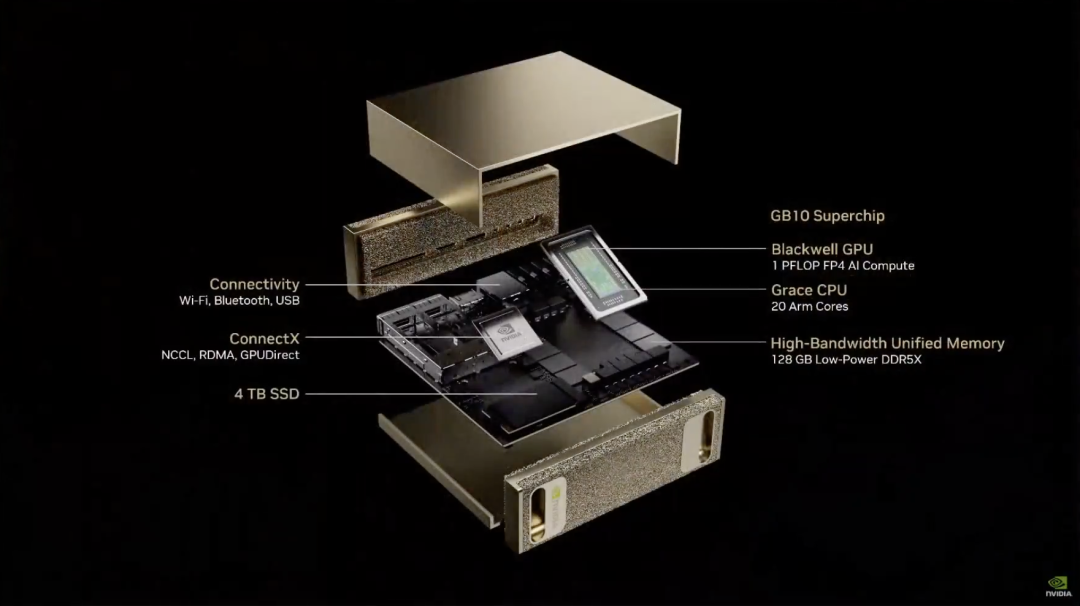 GB10 Superchip
Blackwell GPU
1 PFLOP FP4 AI Compute
Grace CPU
20 Arm Cores
High-Bandwidth Unified Memory
128 GB Low-Power DDR5X
Connectivity
Wi-Fi, Bluetooth, USB
ConnectX
NCCL, RDMA, GPUDirect
4 TB SSD
NVIDIA
NVIDIA